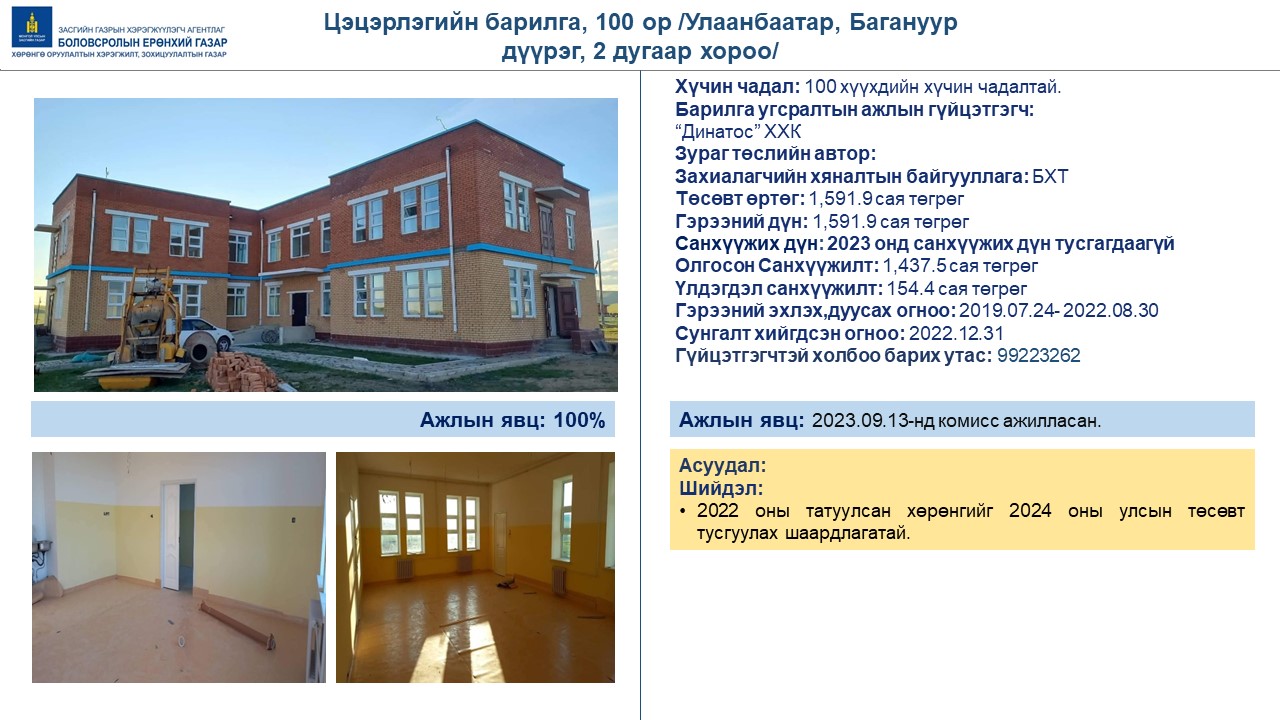 ЗАСГИЙН ГАЗРЫН ХЭРЭГЖҮҮЛЭГЧ АГЕНТЛАГ
БОЛОВСРОЛЫН ЕРӨНХИЙ ГАЗАР
ХӨРӨНГӨ ОРУУЛАЛТЫН ХЭРЭГЖИЛТ, ЗОХИЦУУЛАЛТЫН ГАЗАР
Цэцэрлэгийн барилга, 100 ор /Улаанбаатар, Багануур
дүүрэг, 2 дугаар хороо/
Ажлын явц: 100%
Хүчин чадал: 100 хүүхдийн хүчин чадалтай.
Барилга угсралтын ажлын гүйцэтгэгч:
“Динатос” ХХК
Зураг төслийн автор:
Захиалагчийн хяналтын байгууллага: БХТ
Төсөвт өртөг: 1,591.9 сая төгрөг
Гэрээний дүн: 1,591.9 сая төгрөг
Санхүүжих дүн: 2023 онд санхүүжих дүн тусгагдаагүй
Олгосон Санхүүжилт: 1,437.5 сая төгрөг
Үлдэгдэл санхүүжилт: 154.4 сая төгрөг
Гэрээний эхлэх,дуусах огноо: 2019.07.24- 2022.08.30
Сунгалт хийгдсэн огноо: 2022.12.31
Гүйцэтгэгчтэй холбоо барих утас: 99223262
Ажлын явц: 2023.09.13-нд комисс ажилласан.
Асуудал:
Шийдэл:
• 2022 оны татуулсан хөрөнгийг 2024 оны улсын төсөвт
тусгуулах шаардлагатай.